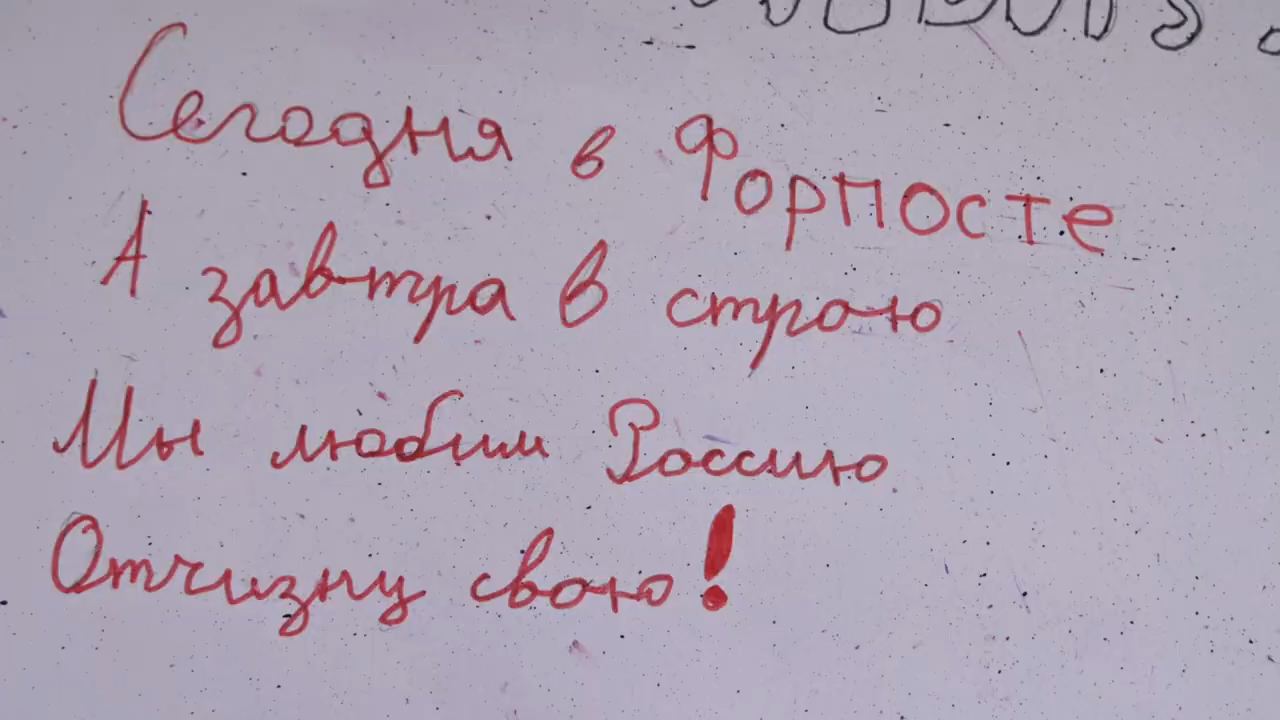 Сегодня в Форпосте
А завтра в строю
Мы любим Россию
Отчизну свою!